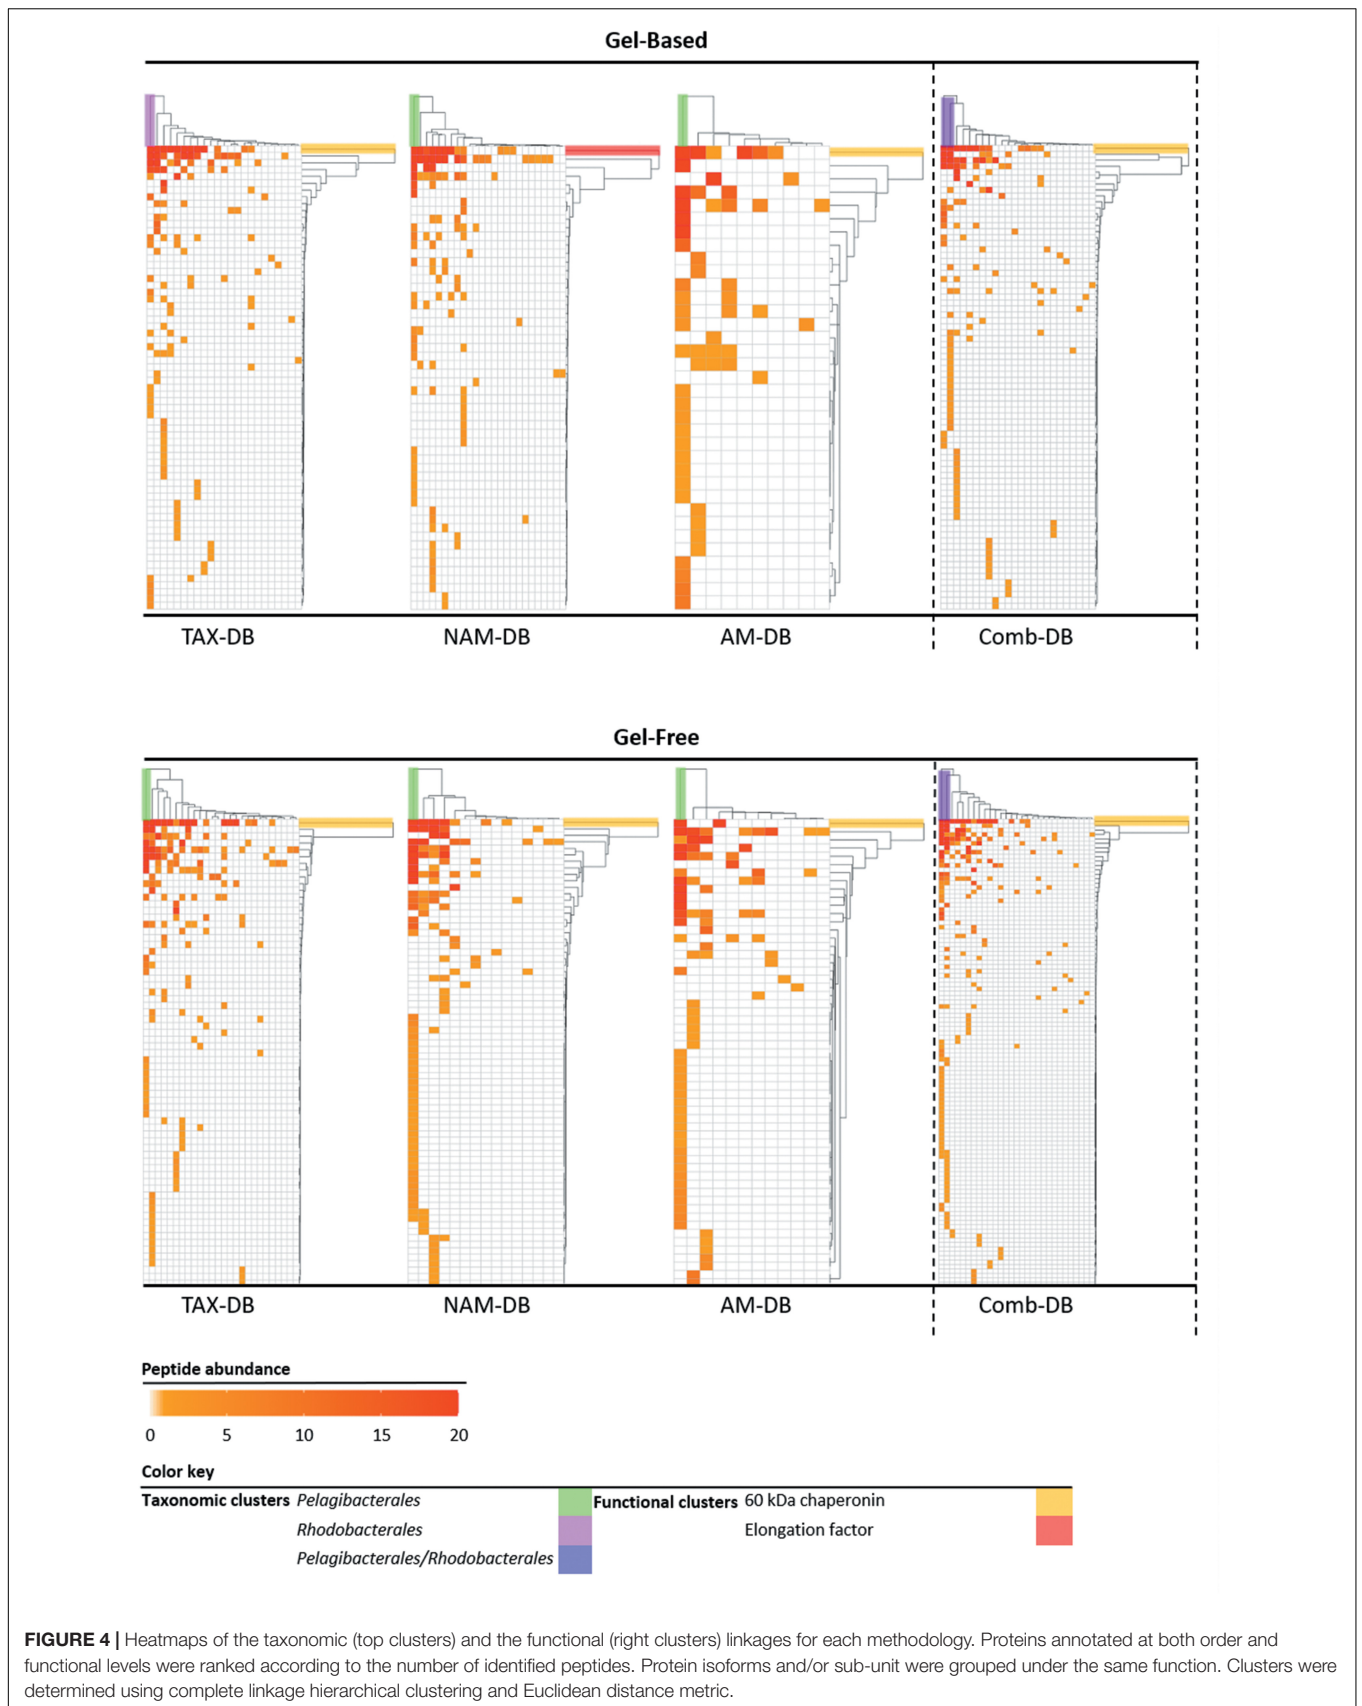 Gel-Based
TAX-DB
NAM-DB
AM-DB
Comb-DB
Gel-Free
TAX-DB
NAM-DB
AM-DB
Comb-DB
Peptide abundance
0 5 10 15 20
Color key
Taxonomic clusters Pelagibacterales Functional clusters 60 kDa chaperonin
Rhodobacterales Elongation factor
Pelagibacterales/Rhodobacterales
FIGURE 4 | Heatmaps of the taxonomic (top clusters) and the functional (right clusters) linkages for each methodology. Proteins annotated at both order and
functional levels were ranked according to the number of identified peptides. Protein isoforms and/or sub-unit were grouped under the same function. Clusters were
determined using complete linkage hierarchical clustering and Euclidean distance metric.